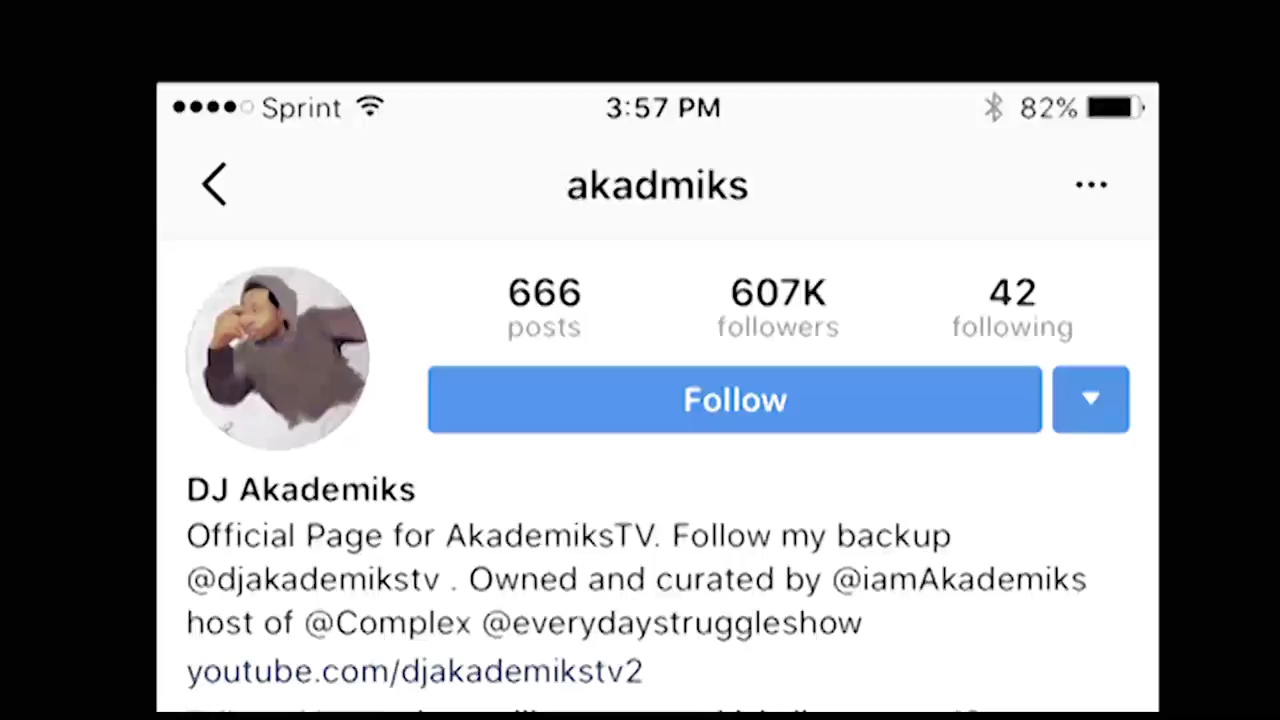 Sprint 3:57 PM 82%
akadmiks ...
666 607K 42
posts followers following
Follow
DJ Akademiks
Official Page for AkademiksTV. Follow my backup
@djakademikstv . Owned and curated by @iamAkademiks
host of @Complex @everydaystruggleshow
youtube.com/djakademikstv2